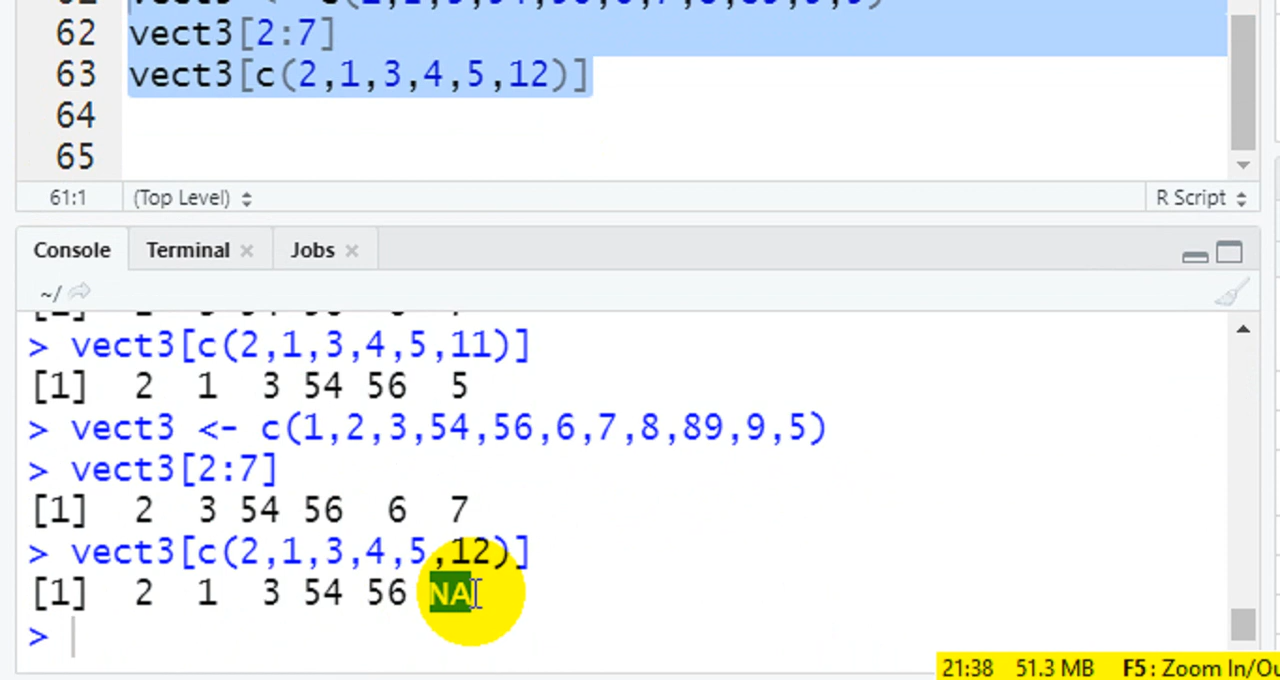 62 vect3[2:7]
63 vect3[c(2,1,3,4,5,12)]
64
65
61:1 (Top Level) R Script
Console Terminal Jobs
~/
> vect3[c(2,1,3,4,5,11)]
[1] 2 1 3 54 56 5
> vect3 <- c(1,2,3,54,56,6,7,8,89,9,5)
> vect3[2:7]
[1] 2 3 54 56 6 7
> vect3[c(2,1,3,4,5,12)]
[1] 2 1 3 54 56 NA
>
21:38 51.3 MB F5: Zoom In/Ou